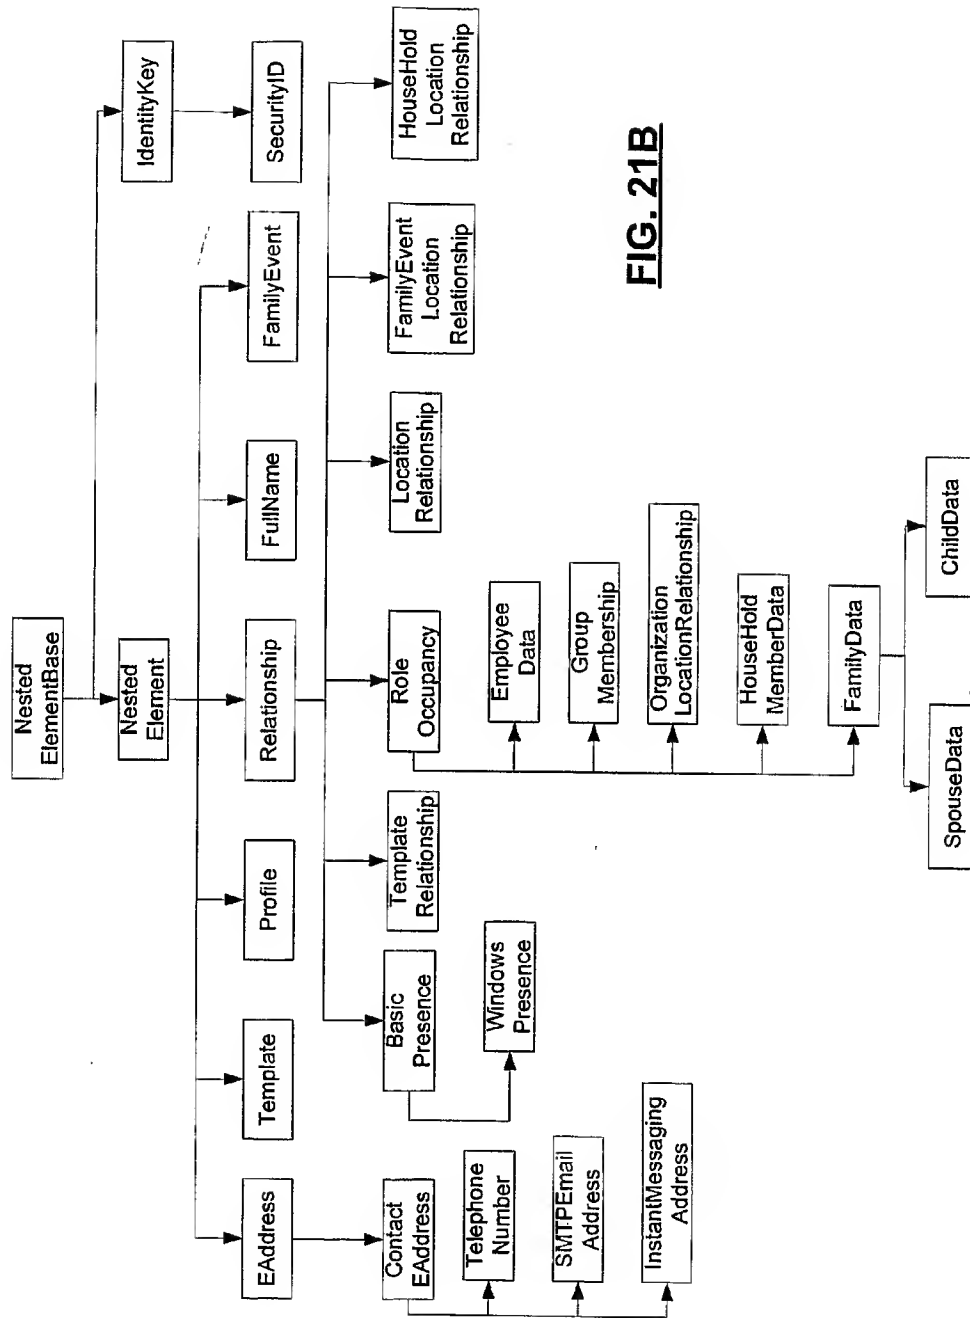 Nested
ElementBase
Nested
Element
IdentityKey
EAddress
Template
Profile
Relationship
FullName
FamilyEvent
SecurityID
Contact
EAddress
Basic
Presence
Template
Relationship
Role
Occupancy
Location
Relationship
FamilyEvent
Location
Relationship
HouseHold
Location
Relationship
Telephone
Number
SMTPEmail
Address
InstantMessaging
Address
Windows
Presence
Employee
Data
Group
Membership
Organization
LocationRelationship
HouseHold
MemberData
FamilyData
SpouseData
ChildData
FIG. 21B